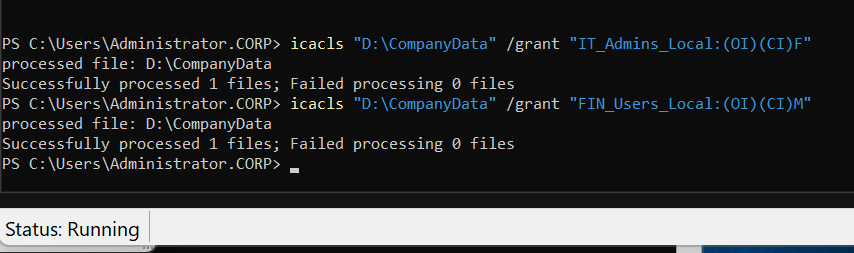 PS C:\Users\Administrator.CORP> icacls "D:\CompanyData" /grant "IT_Admins_Local:(OI)(CI)F"
processed file: D:\CompanyData
Successfully processed 1 files; Failed processing 0 files
PS C:\Users\Administrator.CORP> icacls "D:\CompanyData" /grant "FIN_Users_Local:(OI)(CI)M"
processed file: D:\CompanyData
Successfully processed 1 files; Failed processing 0 files
PS C:\Users\Administrator.CORP>
Status: Running